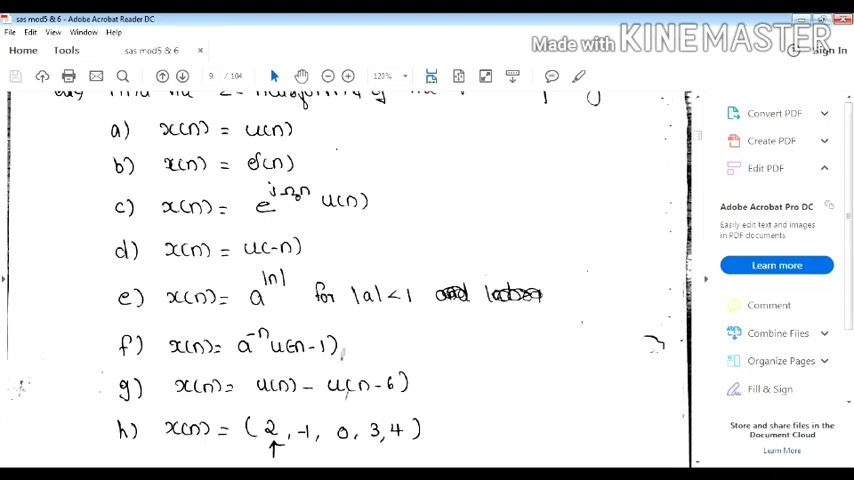 sas mod5 & 6 - Adobe Acrobat Reader DC
File Edit View Window Help
Made with KINEMASTER
Home Tools sas mod5 & 6 × Sign In
9 / 104 120%
a) x(n) = u(n)
b) x(n) = δ(n)
c) x(n) = e^jΩ₀n u(n)
d) x(n) = u(-n)
e) x(n) = a^|n| for |a| < 1
f) x(n) = a^-n u(-n-1)
g) x(n) = u(n) - u(n-6)
h) x(n) = (2, -1, 0, 3, 4)
↑
Convert PDF
Create PDF
Edit PDF
Adobe Acrobat Pro DC
Easily edit text and images
in PDF documents
Learn more
Comment
Combine Files
Organize Pages
Fill & Sign
Store and share files in the
Document Cloud
Learn More